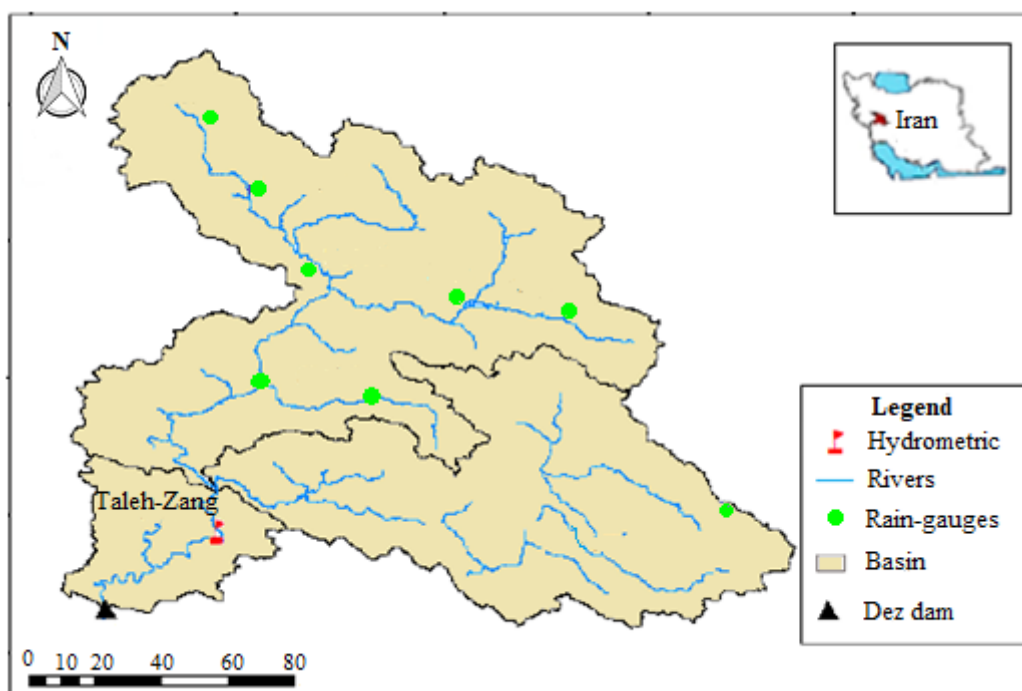 N
Iran
Taleh-Zang
Legend
Hydrometric
Rivers
Rain-gauges
Basin
Dez dam
0 10 20 40 60 80